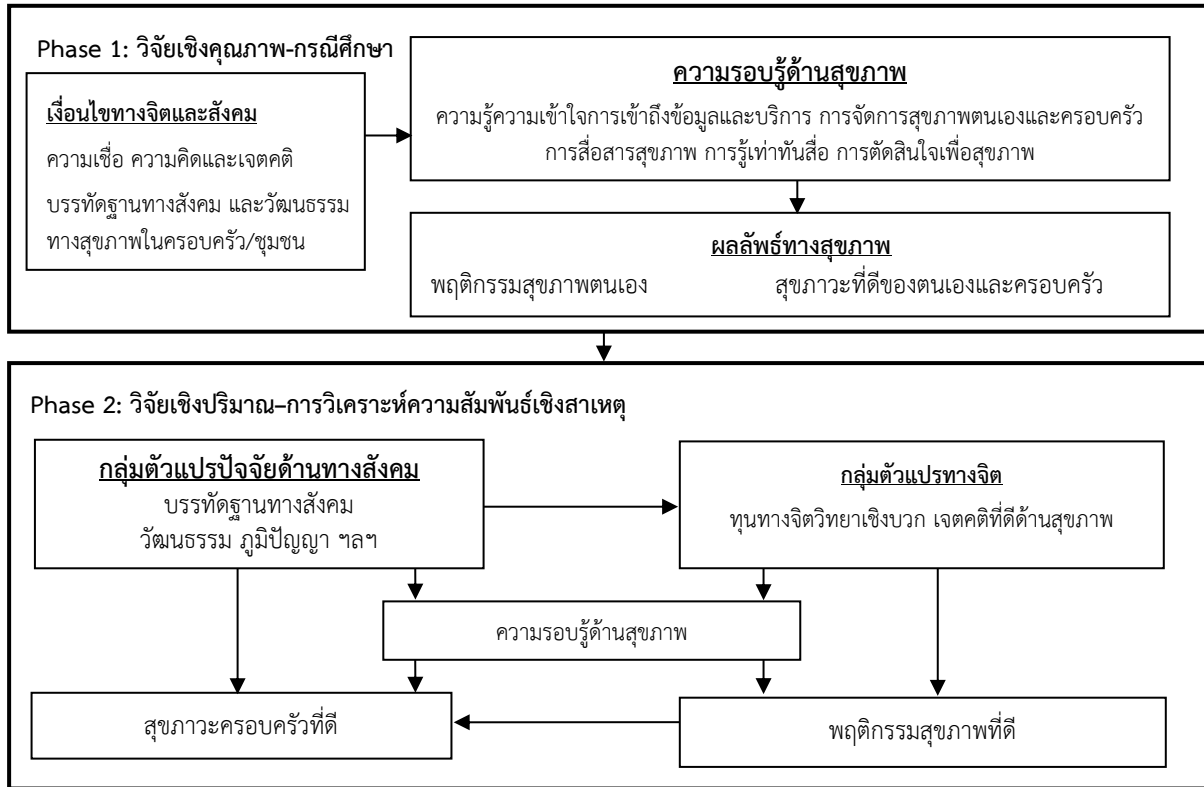 Phase 1: วิจัยเชิงคุณภาพ-กรณีศึกษา
เงื่อนไขทางจิตและสังคม
ความเชื่อ ความคิดและเจตคติ
บรรทัดฐานทางสังคม และวัฒนธรรม
ทางสุขภาพในครอบครัว/ชุมชน
ความรอบรู้ด้านสุขภาพ
ความรู้ความเข้าใจการเข้าถึงข้อมูลและบริการ การจัดการสุขภาพตนเองและครอบครัว
การสื่อสารสุขภาพ การรู้เท่าทันสื่อ การตัดสินใจเพื่อสุขภาพ
ผลลัพธ์ทางสุขภาพ
พฤติกรรมสุขภาพตนเอง สุขภาวะที่ดีของตนเองและครอบครัว
Phase 2: วิจัยเชิงปริมาณ–การวิเคราะห์ความสัมพันธ์เชิงสาเหตุ
กลุ่มตัวแปรปัจจัยด้านทางสังคม
บรรทัดฐานทางสังคม
วัฒนธรรม ภูมิปัญญา ฯลฯ
กลุ่มตัวแปรทางจิต
ทุนทางจิตวิทยาเชิงบวก เจตคติที่ดีด้านสุขภาพ
ความรอบรู้ด้านสุขภาพ
สุขภาวะครอบครัวที่ดี
พฤติกรรมสุขภาพที่ดี